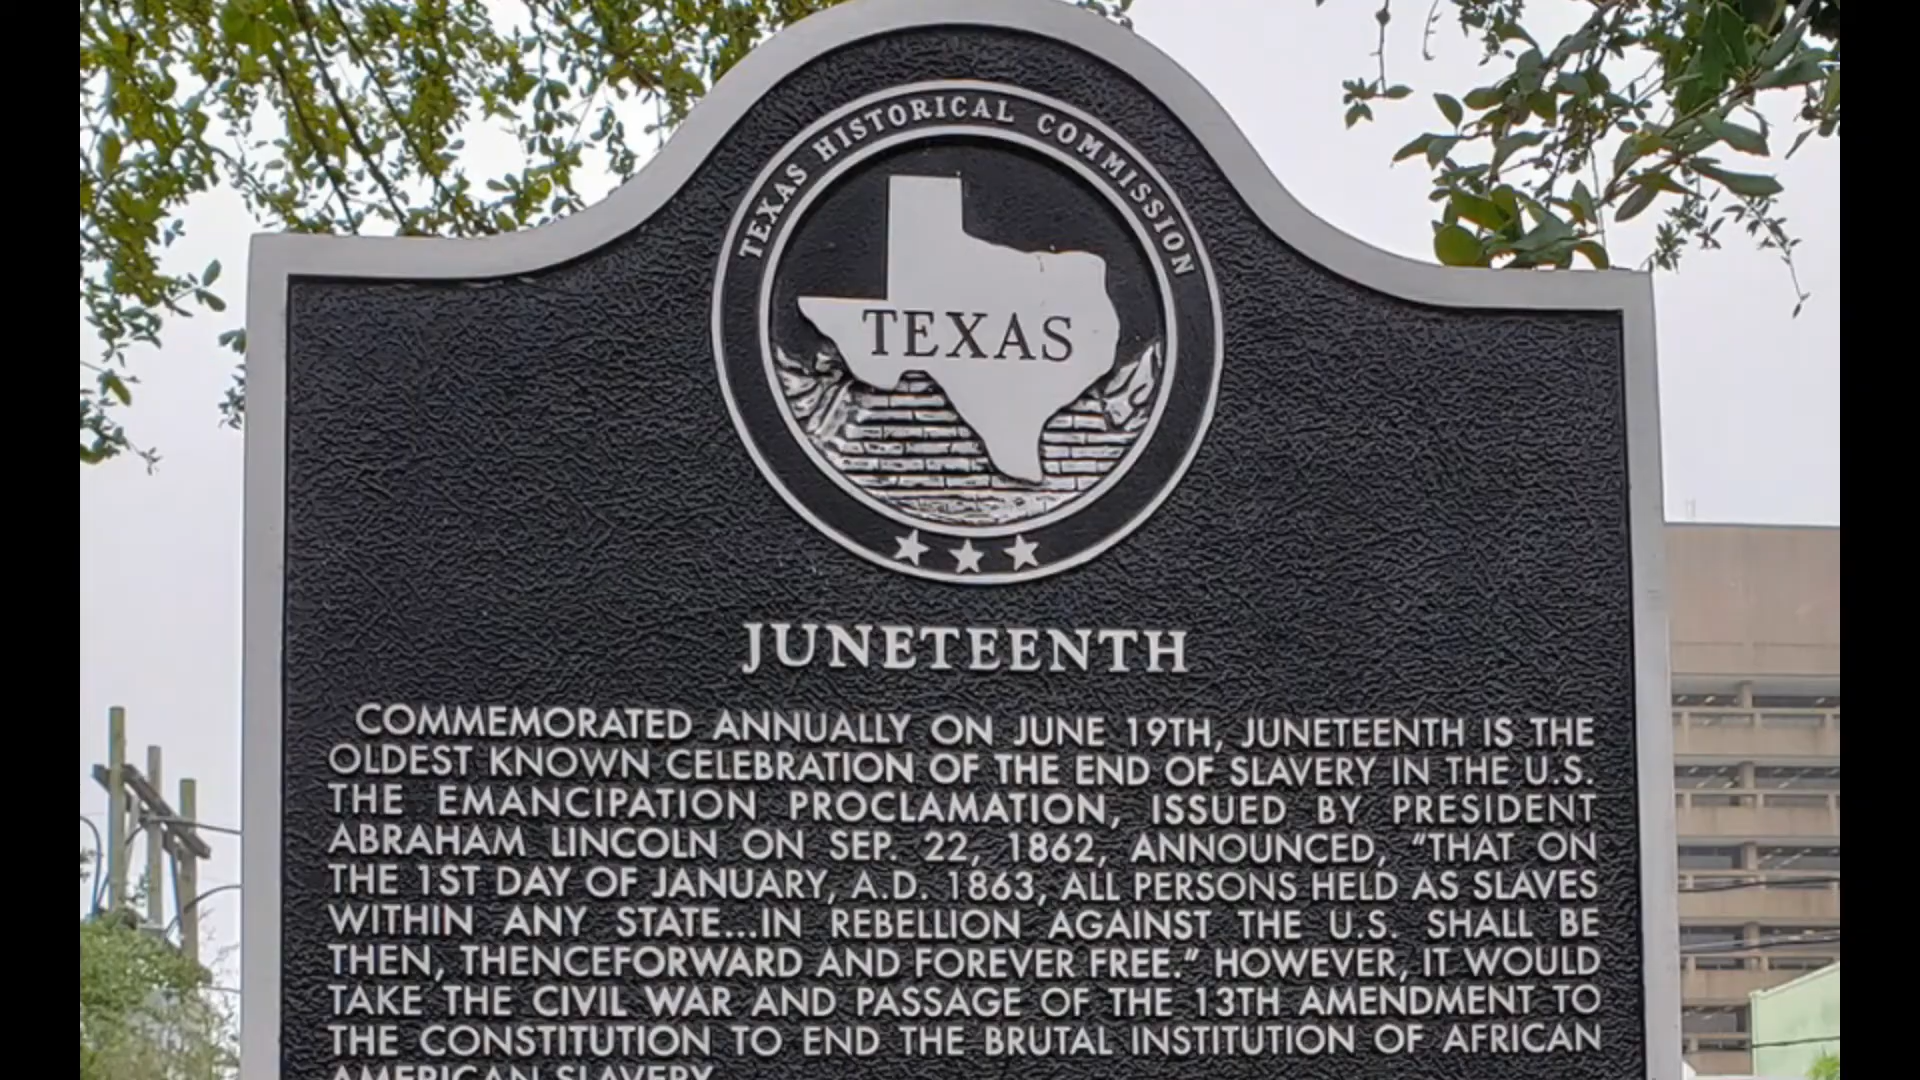 TEXAS HISTORICAL COMMISSION
TEXAS
JUNETEENTH
COMMEMORATED ANNUALLY ON JUNE 19TH, JUNETEENTH IS THE
OLDEST KNOWN CELEBRATION OF THE END OF SLAVERY IN THE U.S.
THE EMANCIPATION PROCLAMATION, ISSUED BY PRESIDENT
ABRAHAM LINCOLN ON SEP. 22, 1862, ANNOUNCED, "THAT ON
THE 1ST DAY OF JANUARY, A.D. 1863, ALL PERSONS HELD AS SLAVES
WITHIN ANY STATE...IN REBELLION AGAINST THE U.S. SHALL BE
THEN, THENCEFORWARD AND FOREVER FREE." HOWEVER, IT WOULD
TAKE THE CIVIL WAR AND PASSAGE OF THE 13TH AMENDMENT TO
THE CONSTITUTION TO END THE BRUTAL INSTITUTION OF AFRICAN
AMERICAN SLAVERY